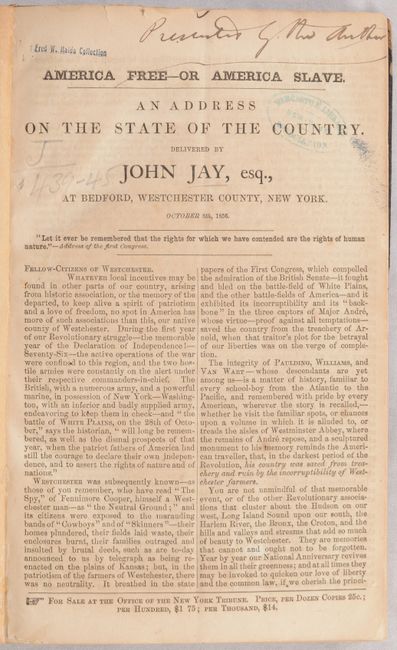 Presented by the Author
Fred W. Haida Collection
AMERICA FREE—OR AMERICA SLAVE.
AN ADDRESS
ON THE STATE OF THE COUNTRY.
DELIVERED BY
JOHN JAY, esq.,
AT BEDFORD, WESTCHESTER COUNTY, NEW YORK.
OCTOBER 8th, 1856.
"Let it ever be remembered that the rights for which we have contended are the rights of human
nature."—Address of the first Congress.
FELLOW-CITIZENS OF WESTCHESTER.
WHATEVER local incentives may be
found in other parts of our country, arising
from historic association, or the memory of the
departed, to keep alive a spirit of patriotism
and a love of freedom, no spot in America has
more of such associations than this, our native
county of Westchester. During the first year
of our Revolutionary struggle—the memorable
year of the Declaration of Independence—
Seventy-Six—the active operations of the war
were confined to this region, and the two hos-
tile armies were constantly on the alert under
their respective commanders-in-chief. The
British, with a numerous army, and a powerful
marine, in possession of New York—Washing-
ton, with an inferior and badly supplied army,
endeavoring to keep them in check—and "the
battle of WHITE PLAINS, on the 28th of Octo-
ber," says the historian, "will long be remem-
bered, as well as the dismal prospects of that
year, when the patriot fathers of America had
still the courage to declare their own indepen-
dence, and to assert the rights of nature and of
nations."
WESTCHESTER was subsequently known—as
those of you remember, who have read "The
Spy," of Fennimore Cooper, himself a West-
chester man—as "the Neutral Ground;" and
its citizens were exposed to the marauding
bands of "Cowboys" and of "Skinners"—their
homes plundered, their folds laid waste, their
enclosures burnt, their families outraged and
insulted by brutal deeds, such as are to-day
announced to us by telegraph as being re-
enacted on the plains of Kansas; but, in the
patriotism of the farmers of Westchester, there
was no neutrality. It breathed in the state
papers of the First Congress, which compelled
the admiration of the British Senate—it fought
and bled on the battle-field of White Plains,
and the other battle-fields of America—and it
exhibited its incorruptibility and its "back-
bone" in the three captors of Major André,
whose virtue—proof against all temptations—
saved the country from the treachery of Ar-
nold, when that traitor's plot for the betrayal
of our liberties was on the verge of comple-
tion.
The integrity of PAULDING, WILLIAMS, and
VAN WART—whose descendants are yet
among us—is a matter of history, familiar to
every school-boy from the Atlantic to the
Pacific, and remembered with pride by every
American, wherever the story is recalled,—
whether he visit the familiar spots, or chances
upon a volume in which it is alluded to, or
treads the aisles of Westminster Abbey, where
the remains of André repose, and a sculptured
monument to his memory reminds the Ameri-
can traveller, that, in the darkest period of the
Revolution, his country was saved from trea-
chery and ruin by the incorruptibility of West-
chester farmers.
You are not unmindful of that memorable
event, or of the other Revolutionary associa-
tions that cluster about the Hudson on our
west, Long Island Sound upon our south, the
Harlem River, the Bronx, the Croton, and the
hills and valleys and streams that add so much
of beauty to Westchester. They are memories
that cannot and ought not to be forgotten.
Year by year our National Anniversary revives
them in all their greenness; and at all times they
may be invoked to quicken our love of liberty
and the common law, if we cherish the princi-
FOR SALE AT THE OFFICE OF THE NEW YORK TRIBUNE. PRICE, PER DOZEN COPIES 25c.;
PER HUNDRED, $1 75; PER THOUSAND, $14.